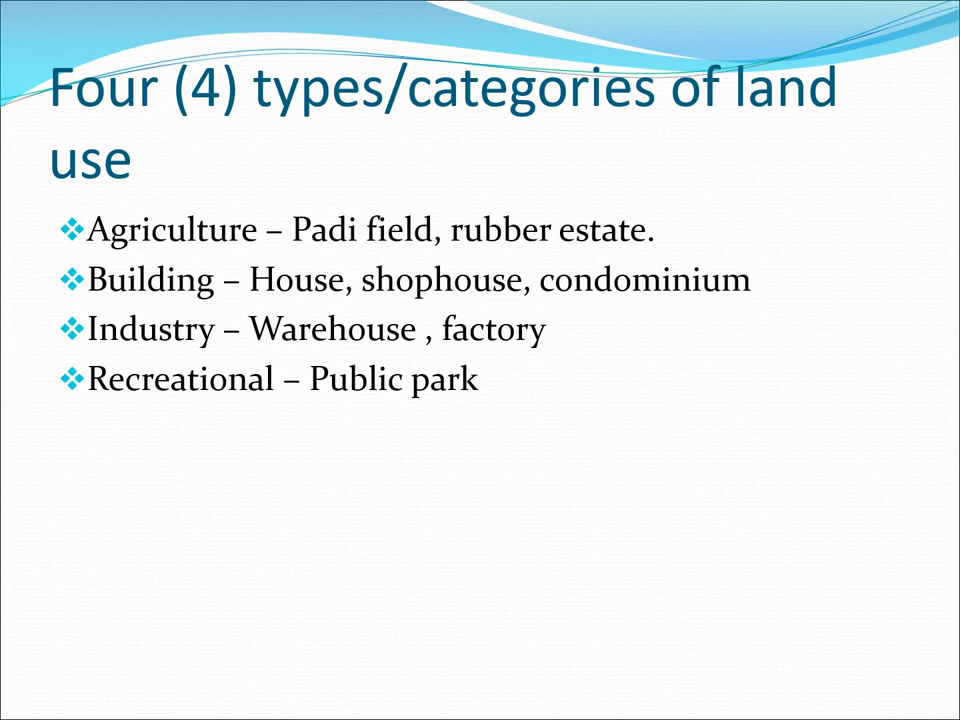 Four (4) types/categories of land
use
❖Agriculture – Padi field, rubber estate.
❖Building – House, shophouse, condominium
❖Industry – Warehouse , factory
❖Recreational – Public park